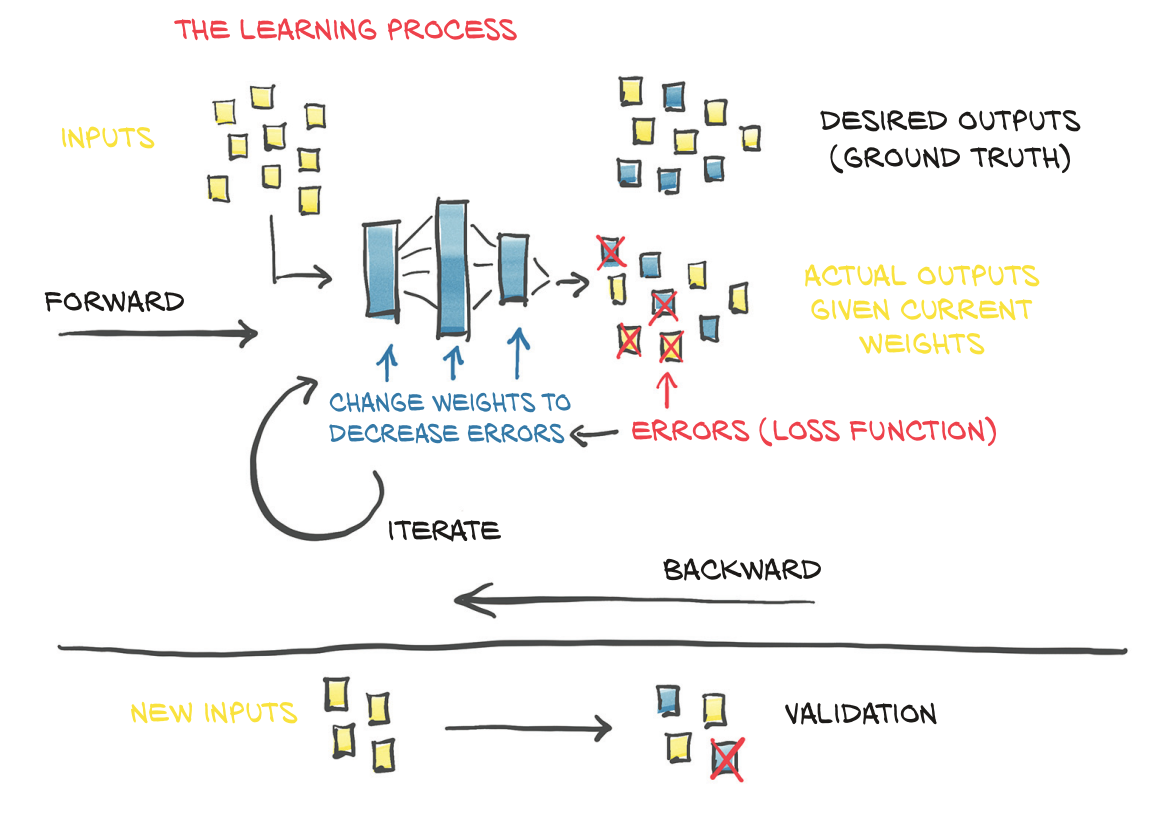 THE LEARNING PROCESS
INPUTS
DESIRED OUTPUTS
(GROUND TRUTH)
FORWARD
ACTUAL OUTPUTS
GIVEN CURRENT
WEIGHTS
CHANGE WEIGHTS TO
DECREASE ERRORS
ERRORS (LOSS FUNCTION)
ITERATE
BACKWARD
NEW INPUTS
VALIDATION